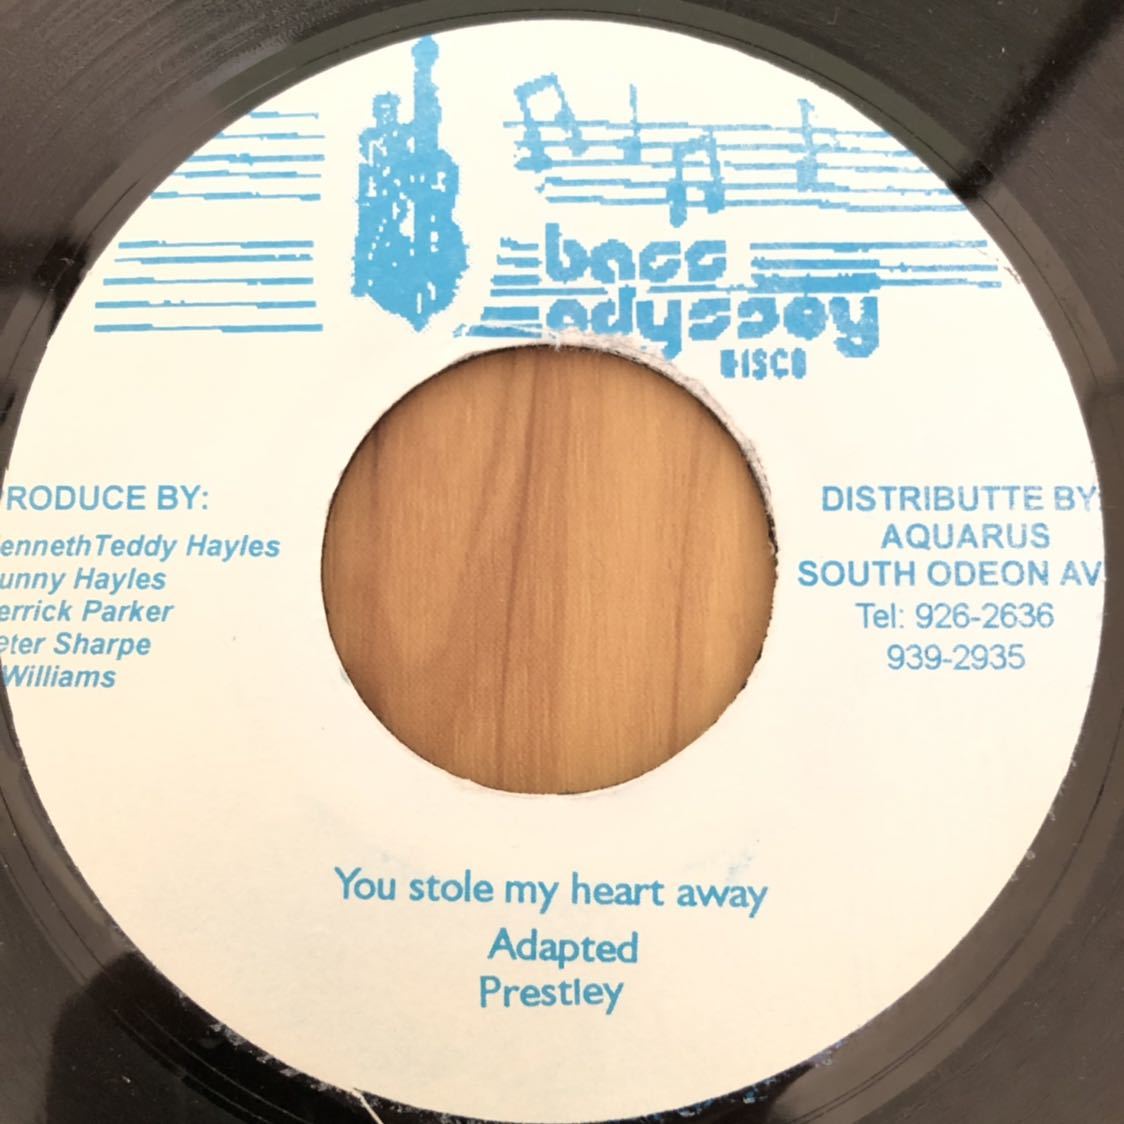 bass
odyssey
DISCO
RODUCE BY:
enneth Teddy Hayles
unny Hayles
errick Parker
eter Sharpe
Williams
DISTRIBUTTE BY:
AQUARUS
SOUTH ODEON AV
Tel: 926-2636
939-2935
You stole my heart away
Adapted
Prestley